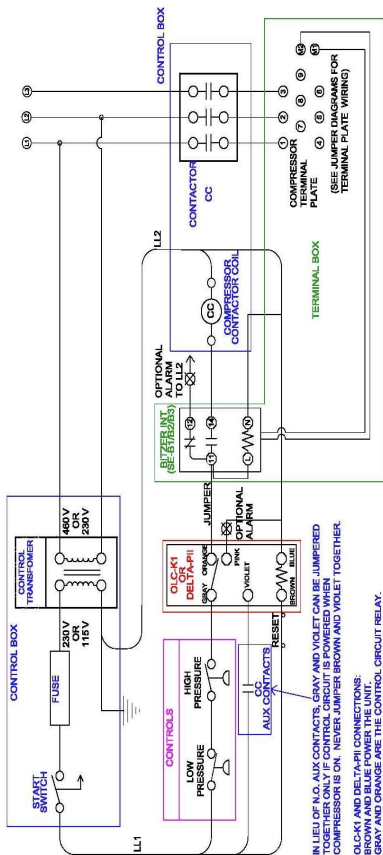 CONTROL BOX
START
SWITCH
FUSE
230V
OR
115V
CONTROL
TRANSFOMER
460V
OR
230V
L1
L2
L3
CONTROL BOX
CONTACTOR
CC
LL1
LL2
CONTROLS
LOW
PRESSURE
HIGH
PRESSURE
CC
AUX CONTACTS
RESET
OLC-K1
OR
DELTA-PII
GRAY
ORANGE
PINK
VIOLET
BROWN
BLUE
OPTIONAL
ALARM
JUMPER
BITZER INT
(SE-B1/B2/B3)
11
12
14
L
N
OPTIONAL
ALARM
TO LL2
CC
COMPRESSOR
CONTACTOR COIL
TERMINAL BOX
COMPRESSOR
TERMINAL
PLATE
1
2
3
7
8
9
4
5
6
M2
M1
(SEE JUMPER DIAGRAMS FOR
TERMINAL PLATE WIRING)
IN LIEU OF N.O. AUX CONTACTS, GRAY AND VIOLET CAN BE JUMPERED
TOGETHER ONLY IF CONTROL CIRCUIT IS POWERED WHEN
COMPRESSOR IS ON. NEVER JUMPER BROWN AND VIOLET TOGETHER.
OLC-K1 AND DELTA-PII CONNECTIONS:
BROWN AND BLUE POWER THE UNIT.
GRAY AND ORANGE ARE THE CONTROL CIRCUIT RELAY.